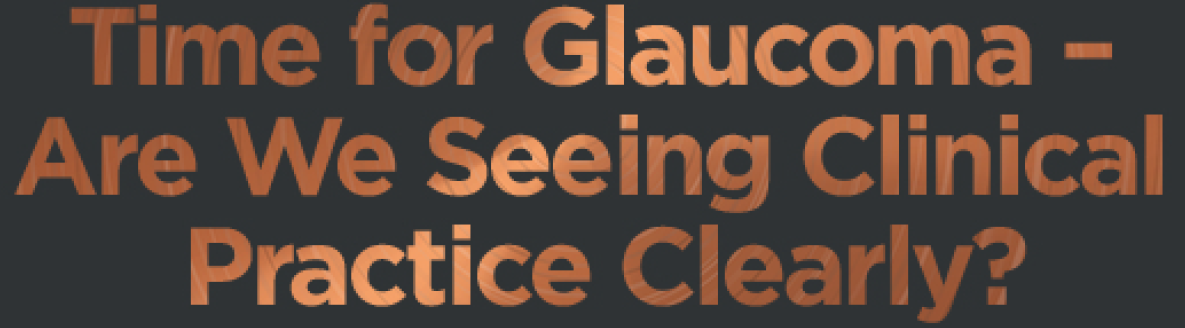 Time for Glaucoma –
Are We Seeing Clinical
Practice Clearly?